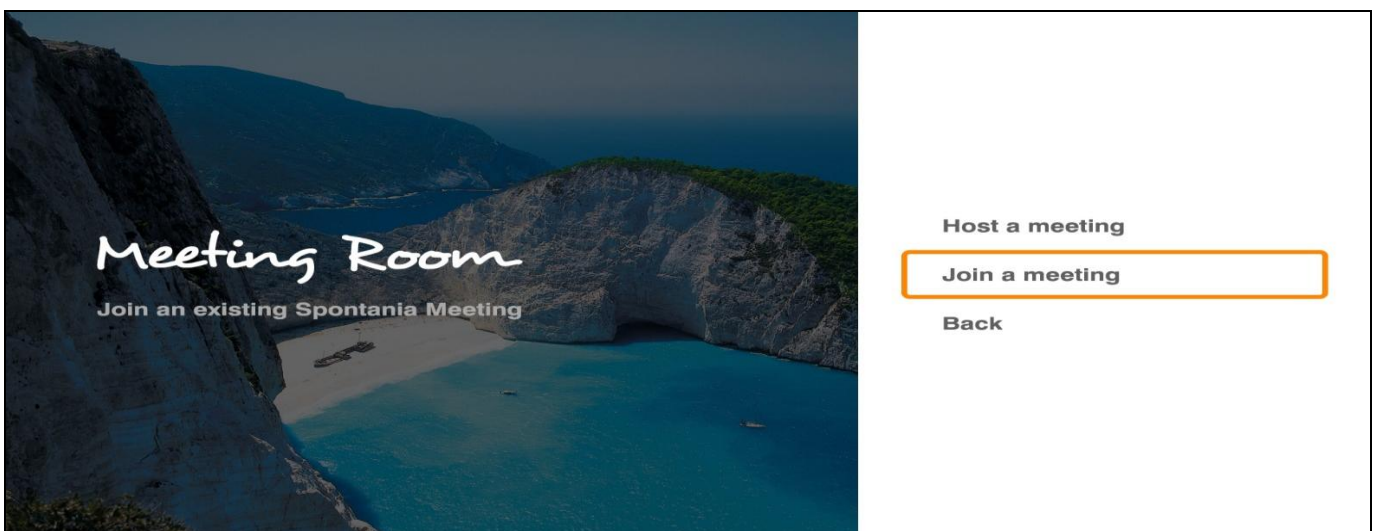 Meeting Room
Join an existing Spontania Meeting
Host a meeting
Join a meeting
Back